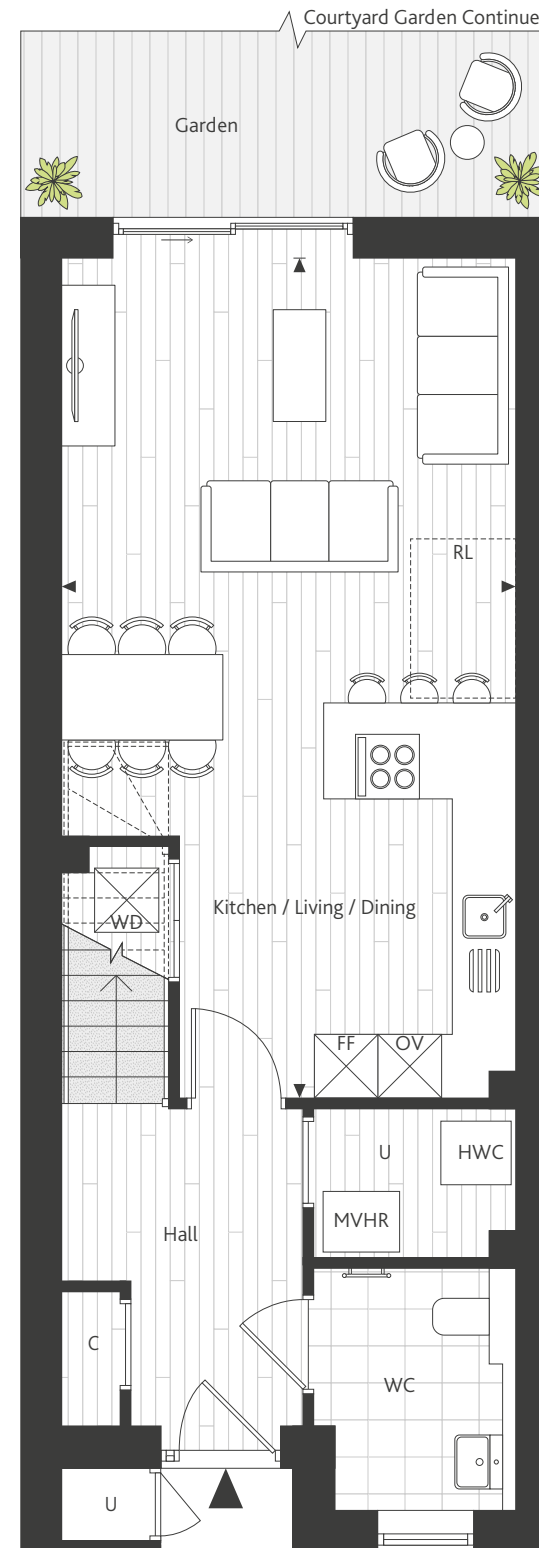 Courtyard Garden Continue
Garden
RL
Kitchen / Living / Dining
WD
FF OV
U HWC
MVHR
Hall
C
WC
U